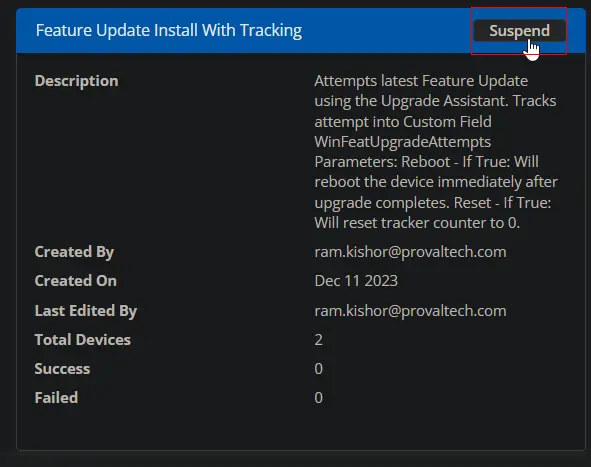 Feature Update Install With Tracking Suspend
Description Attempts latest Feature Update
using the Upgrade Assistant. Tracks
attempt into Custom Field
WinFeatUpgradeAttempts
Parameters: Reboot - If True: Will
reboot the device immediately after
upgrade completes. Reset - If True:
Will reset tracker counter to 0.
Created By ram.kishor@provaltech.com
Created On Dec 11 2023
Last Edited By ram.kishor@provaltech.com
Total Devices 2
Success 0
Failed 0